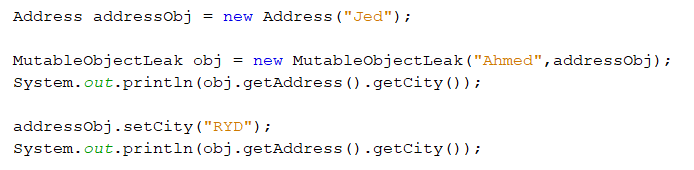 Address addressObj = new Address("Jed");
MutableObjectLeak obj = new MutableObjectLeak("Ahmed",addressObj);
System.out.println(obj.getAddress().getCity());
addressObj.setCity("RYD");
System.out.println(obj.getAddress().getCity());